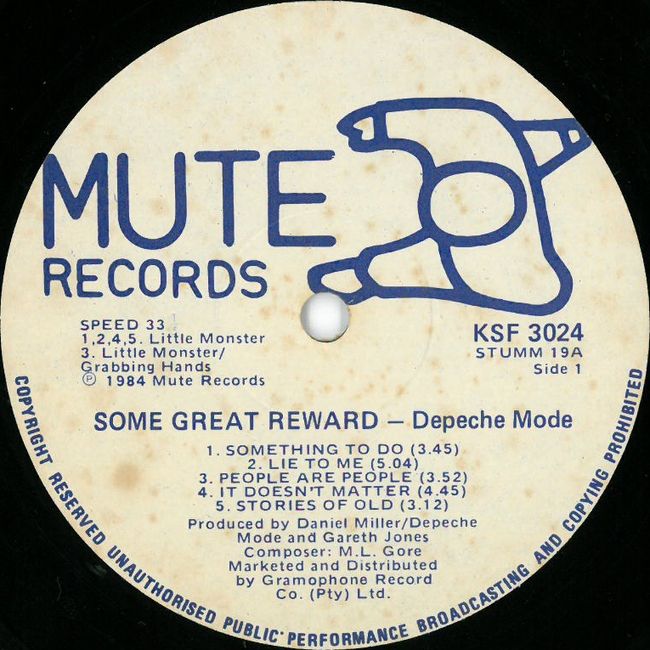 MUTE
RECORDS
SPEED 33
1,2,4,5. Little Monster
3. Little Monster/
Grabbing Hands
℗ 1984 Mute Records
KSF 3024
STUMM 19A
Side 1
SOME GREAT REWARD — Depeche Mode
1. SOMETHING TO DO (3.45)
2. LIE TO ME (5.04)
3. PEOPLE ARE PEOPLE (3.52)
4. IT DOESN'T MATTER (4.45)
5. STORIES OF OLD (3.12)
Produced by Daniel Miller/Depeche
Mode and Gareth Jones
Composer: M.L. Gore
Marketed and Distributed
by Gramophone Record
Co. (Pty) Ltd.
COPYRIGHT RESERVED UNAUTHORISED PUBLIC PERFORMANCE BROADCASTING AND COPYING PROHIBITED